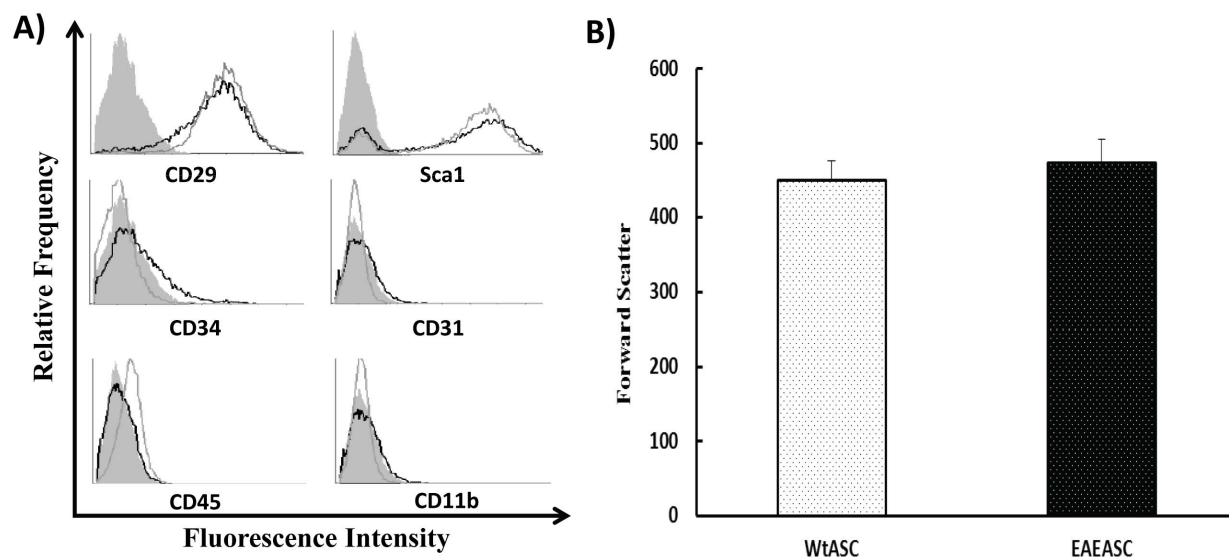 A)
Relative Frequency
CD29
Sca1
CD34
CD31
CD45
CD11b
Fluorescence Intensity
B)
Forward Scatter
600
500
400
300
200
100
0
WtASC
EAEASC